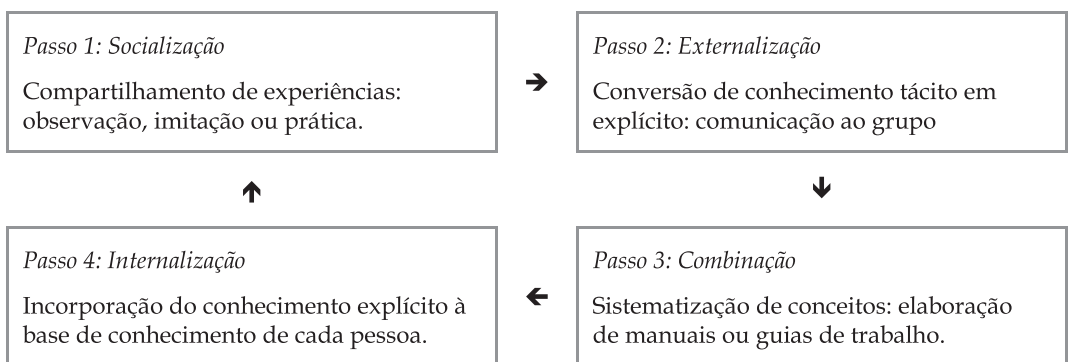 Passo 1: Socialização
Compartilhamento de experiências:
observação, imitação ou prática.
Passo 2: Externalização
Conversão de conhecimento tácito em
explícito: comunicação ao grupo
Passo 3: Combinação
Sistematização de conceitos: elaboração
de manuais ou guias de trabalho.
Passo 4: Internalização
Incorporação do conhecimento explícito à
base de conhecimento de cada pessoa.